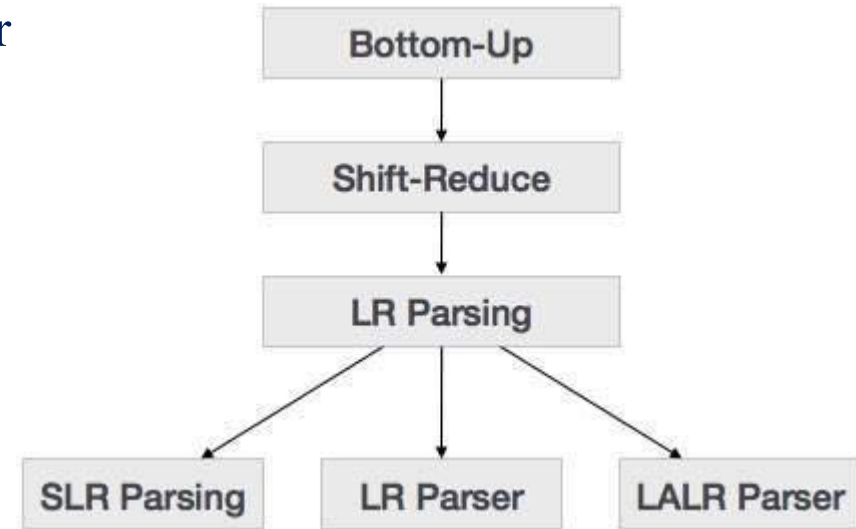 r
Bottom-Up
Shift-Reduce
LR Parsing
SLR Parsing LR Parser LALR Parser